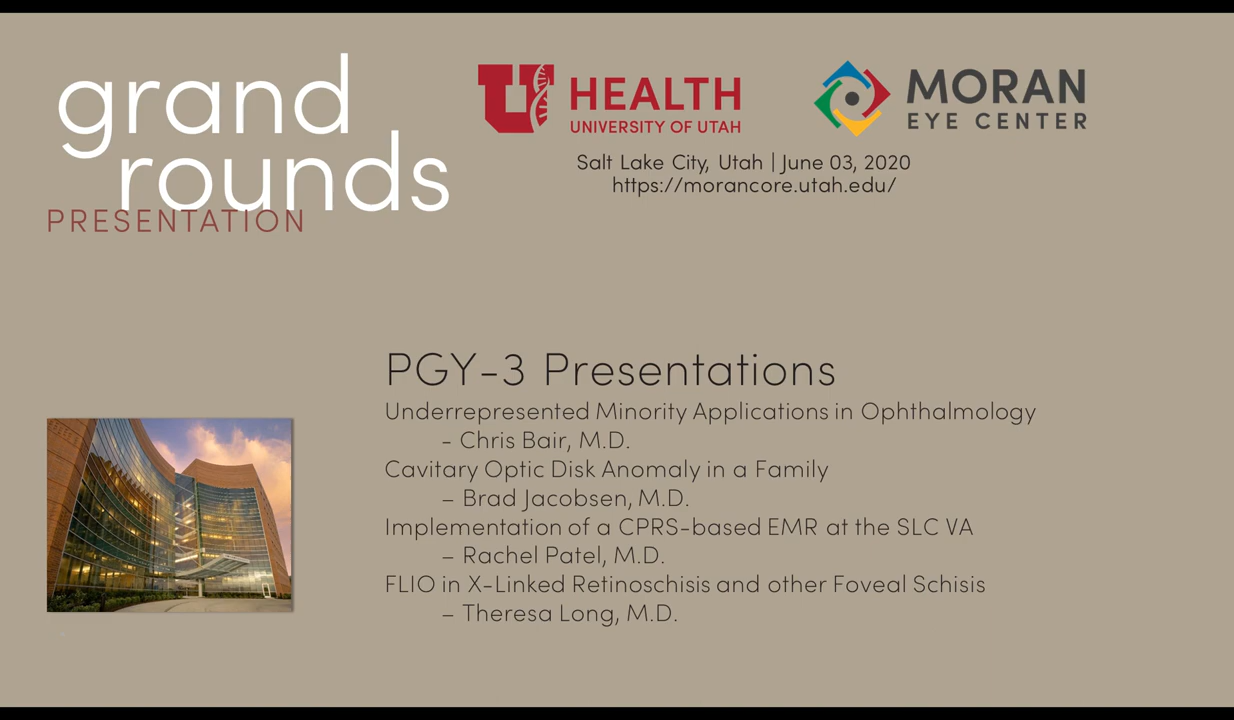 grand
rounds
PRESENTATION
U HEALTH
UNIVERSITY OF UTAH
MORAN
EYE CENTER
Salt Lake City, Utah | June 03, 2020
https://morancore.utah.edu/
PGY-3 Presentations
Underrepresented Minority Applications in Ophthalmology
- Chris Bair, M.D.
Cavitary Optic Disk Anomaly in a Family
– Brad Jacobsen, M.D.
Implementation of a CPRS-based EMR at the SLC VA
– Rachel Patel, M.D.
FLIO in X-Linked Retinoschisis and other Foveal Schisis
– Theresa Long, M.D.